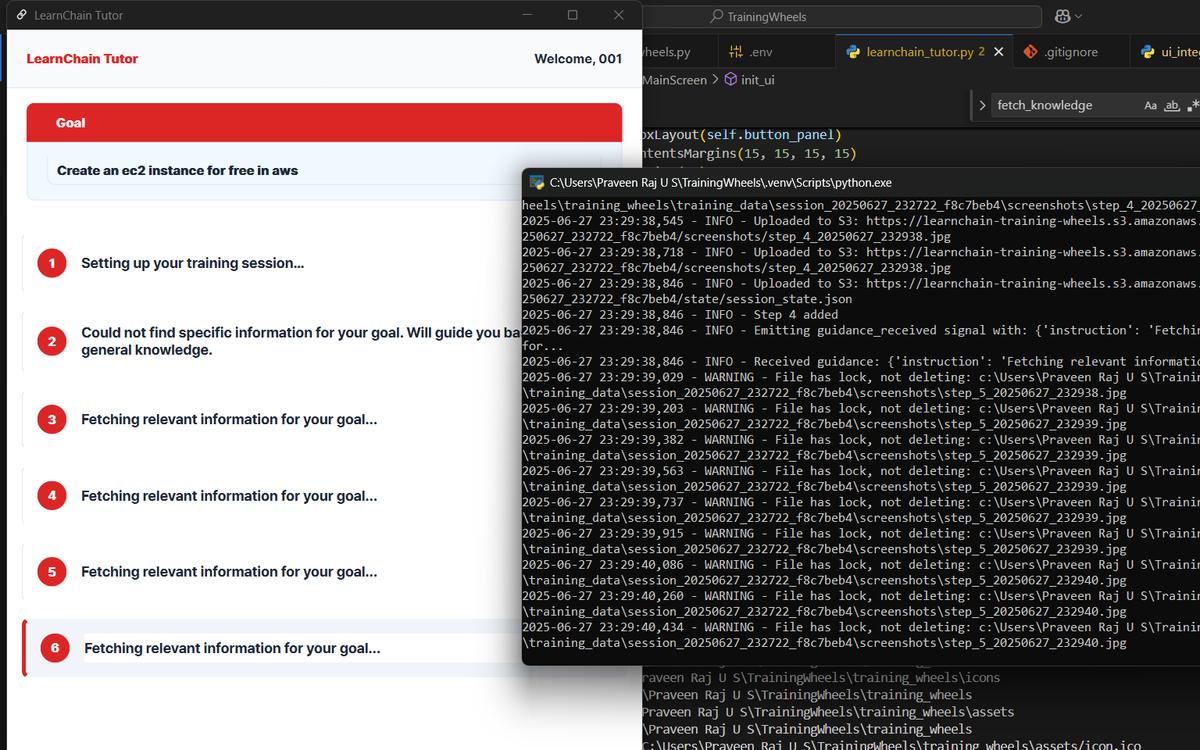 LearnChain Tutor
LearnChain Tutor
Welcome, 001
Goal
Create an ec2 instance for free in aws
1 Setting up your training session...
2 Could not find specific information for your goal. Will guide you ba
general knowledge.
3 Fetching relevant information for your goal...
4 Fetching relevant information for your goal...
5 Fetching relevant information for your goal...
6 Fetching relevant information for your goal...
TrainingWheels
heels.py
.env
learnchain_tutor.py 2
.gitignore
ui_inte
MainScreen > init_ui
fetch_knowledge
Aa ab .*
oxLayout(self.button_panel)
ntentsMargins(15, 15, 15, 15)
C:\Users\Praveen Raj U S\TrainingWheels\.venv\Scripts\python.exe
heels\training_wheels\training_data\session_20250627_232722_f8c7beb4\screenshots\step_4_20250627_
2025-06-27 23:29:38,545 - INFO - Uploaded to S3: https://learnchain-training-wheels.s3.amazonaws.
250627_232722_f8c7beb4/screenshots/step_4_20250627_232938.jpg
2025-06-27 23:29:38,718 - INFO - Uploaded to S3: https://learnchain-training-wheels.s3.amazonaws.
250627_232722_f8c7beb4/screenshots/step_4_20250627_232938.jpg
2025-06-27 23:29:38,846 - INFO - Uploaded to S3: https://learnchain-training-wheels.s3.amazonaws.
250627_232722_f8c7beb4/state/session_state.json
2025-06-27 23:29:38,846 - INFO - Step 4 added
2025-06-27 23:29:38,846 - INFO - Emitting guidance_received signal with: {'instruction': 'Fetchin
for...
2025-06-27 23:29:38,846 - INFO - Received guidance: {'instruction': 'Fetching relevant informatio
2025-06-27 23:29:39,029 - WARNING - File has lock, not deleting: c:\Users\Praveen Raj U S\Trainin
\training_data\session_20250627_232722_f8c7beb4\screenshots\step_5_20250627_232938.jpg
2025-06-27 23:29:39,203 - WARNING - File has lock, not deleting: c:\Users\Praveen Raj U S\Trainin
\training_data\session_20250627_232722_f8c7beb4\screenshots\step_5_20250627_232939.jpg
2025-06-27 23:29:39,382 - WARNING - File has lock, not deleting: c:\Users\Praveen Raj U S\Trainin
\training_data\session_20250627_232722_f8c7beb4\screenshots\step_5_20250627_232939.jpg
2025-06-27 23:29:39,563 - WARNING - File has lock, not deleting: c:\Users\Praveen Raj U S\Trainin
\training_data\session_20250627_232722_f8c7beb4\screenshots\step_5_20250627_232939.jpg
2025-06-27 23:29:39,737 - WARNING - File has lock, not deleting: c:\Users\Praveen Raj U S\Trainin
\training_data\session_20250627_232722_f8c7beb4\screenshots\step_5_20250627_232939.jpg
2025-06-27 23:29:39,915 - WARNING - File has lock, not deleting: c:\Users\Praveen Raj U S\Trainin
\training_data\session_20250627_232722_f8c7beb4\screenshots\step_5_20250627_232939.jpg
2025-06-27 23:29:40,086 - WARNING - File has lock, not deleting: c:\Users\Praveen Raj U S\Trainin
\training_data\session_20250627_232722_f8c7beb4\screenshots\step_5_20250627_232940.jpg
2025-06-27 23:29:40,260 - WARNING - File has lock, not deleting: c:\Users\Praveen Raj U S\Trainin
\training_data\session_20250627_232722_f8c7beb4\screenshots\step_5_20250627_232940.jpg
2025-06-27 23:29:40,434 - WARNING - File has lock, not deleting: c:\Users\Praveen Raj U S\Trainin
\training_data\session_20250627_232722_f8c7beb4\screenshots\step_5_20250627_232940.jpg
raveen Raj U S\TrainingWheels\training_wheels\icons
\Praveen Raj U S\TrainingWheels\training_wheels
Praveen Raj U S\TrainingWheels\training_wheels\assets
\Praveen Raj U S\TrainingWheels\training_wheels
C:\Users\Praveen Raj U S\TrainingWheels\training_wheels\assets/icon.ico